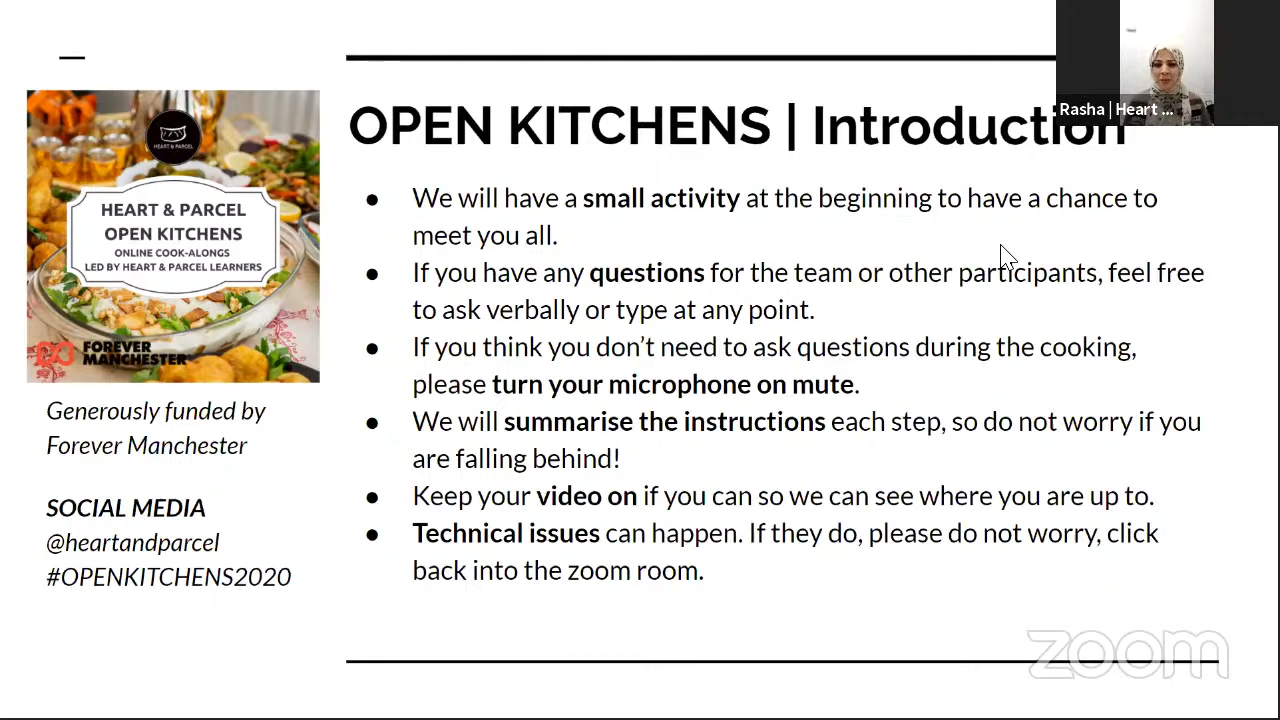 Rasha | Heart ...
OPEN KITCHENS | Introduction
HEART & PARCEL
HEART & PARCEL
OPEN KITCHENS
ONLINE COOK-ALONGS
LED BY HEART & PARCEL LEARNERS
FOREVER
MANCHESTER
Generously funded by
Forever Manchester
SOCIAL MEDIA
@heartandparcel
#OPENKITCHENS2020
● We will have a small activity at the beginning to have a chance to
meet you all.
● If you have any questions for the team or other participants, feel free
to ask verbally or type at any point.
● If you think you don’t need to ask questions during the cooking,
please turn your microphone on mute.
● We will summarise the instructions each step, so do not worry if you
are falling behind!
● Keep your video on if you can so we can see where you are up to.
● Technical issues can happen. If they do, please do not worry, click
back into the zoom room.
zoom